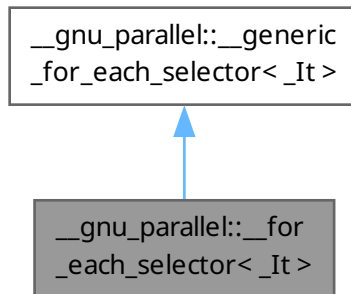 __gnu_parallel::__generic
_for_each_selector< _It >
__gnu_parallel::__for
_each_selector< _It >